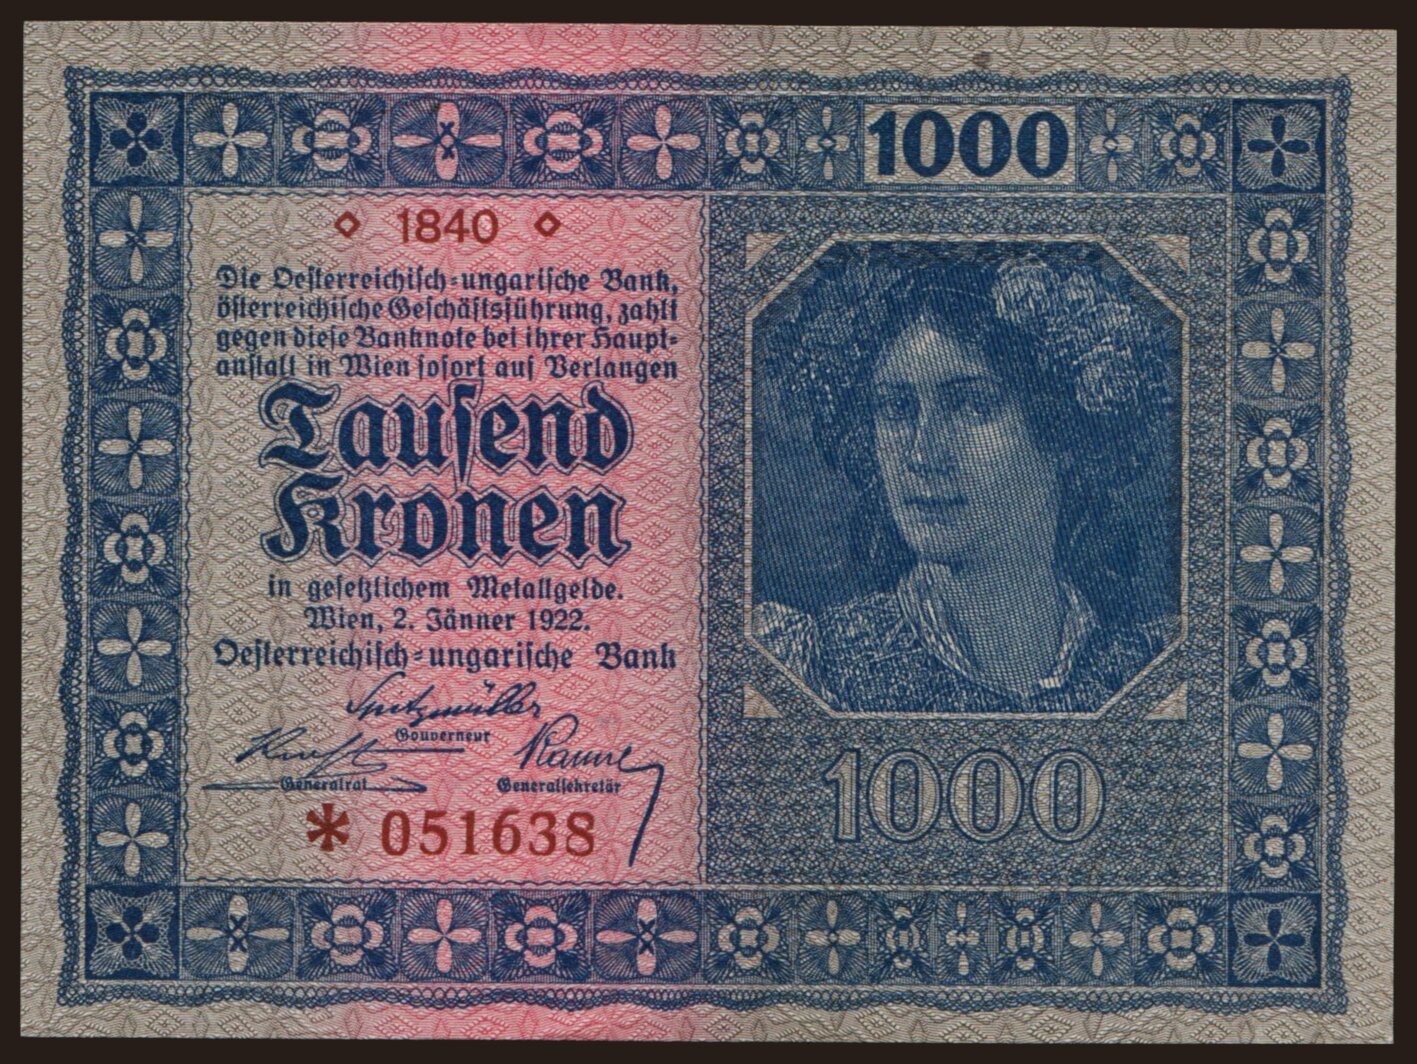 1000
◇ 1840 ◇
Die Oesterreichisch-ungarische Bank,
österreichische Geschäftsführung, zahlt
gegen diese Banknote bei ihrer Haupt-
anstalt in Wien sofort auf Verlangen
Tausend
Kronen
in gesetzlichem Metallgelde.
Wien, 2. Jänner 1922.
Oesterreichisch-ungarische Bank
Spitzmüller
Gouverneur
Generalrat
Generalsekretär
* 051638
1000